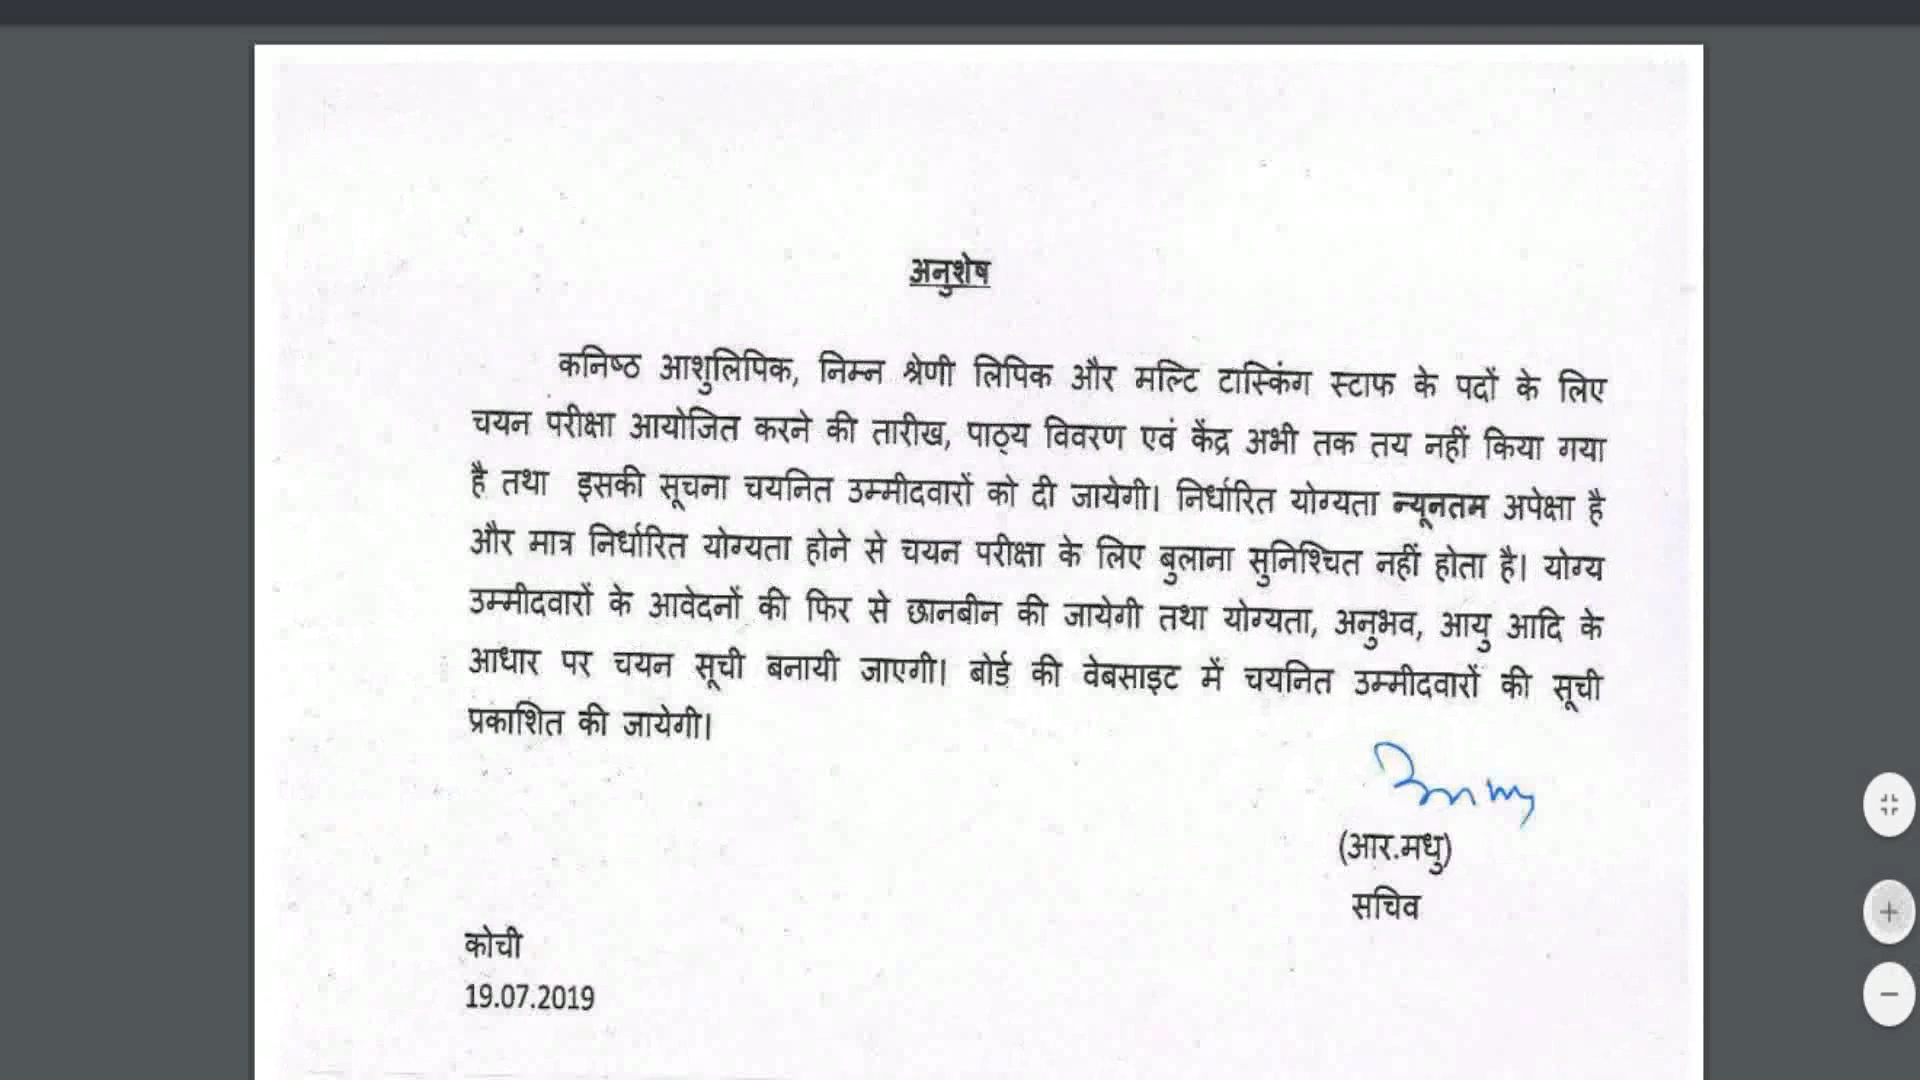 अनुशेष
कनिष्ठ आशुलिपिक, निम्न श्रेणी लिपिक और मल्टि टास्किंग स्टाफ के पदों के लिए
चयन परीक्षा आयोजित करने की तारीख, पाठ्य विवरण एवं केंद्र अभी तक तय नहीं किया गया
है तथा इसकी सूचना चयनित उम्मीदवारों को दी जायेगी। निर्धारित योग्यता न्यूनतम अपेक्षा है
और मात्र निर्धारित योग्यता होने से चयन परीक्षा के लिए बुलाना सुनिश्चित नहीं होता है। योग्य
उम्मीदवारों के आवेदनों की फिर से छानबीन की जायेगी तथा योग्यता, अनुभव, आयु आदि के
आधार पर चयन सूची बनायी जाएगी। बोर्ड की वेबसाइट में चयनित उम्मीदवारों की सूची
प्रकाशित की जायेगी।
(आर.मधु)
सचिव
कोची
19.07.2019